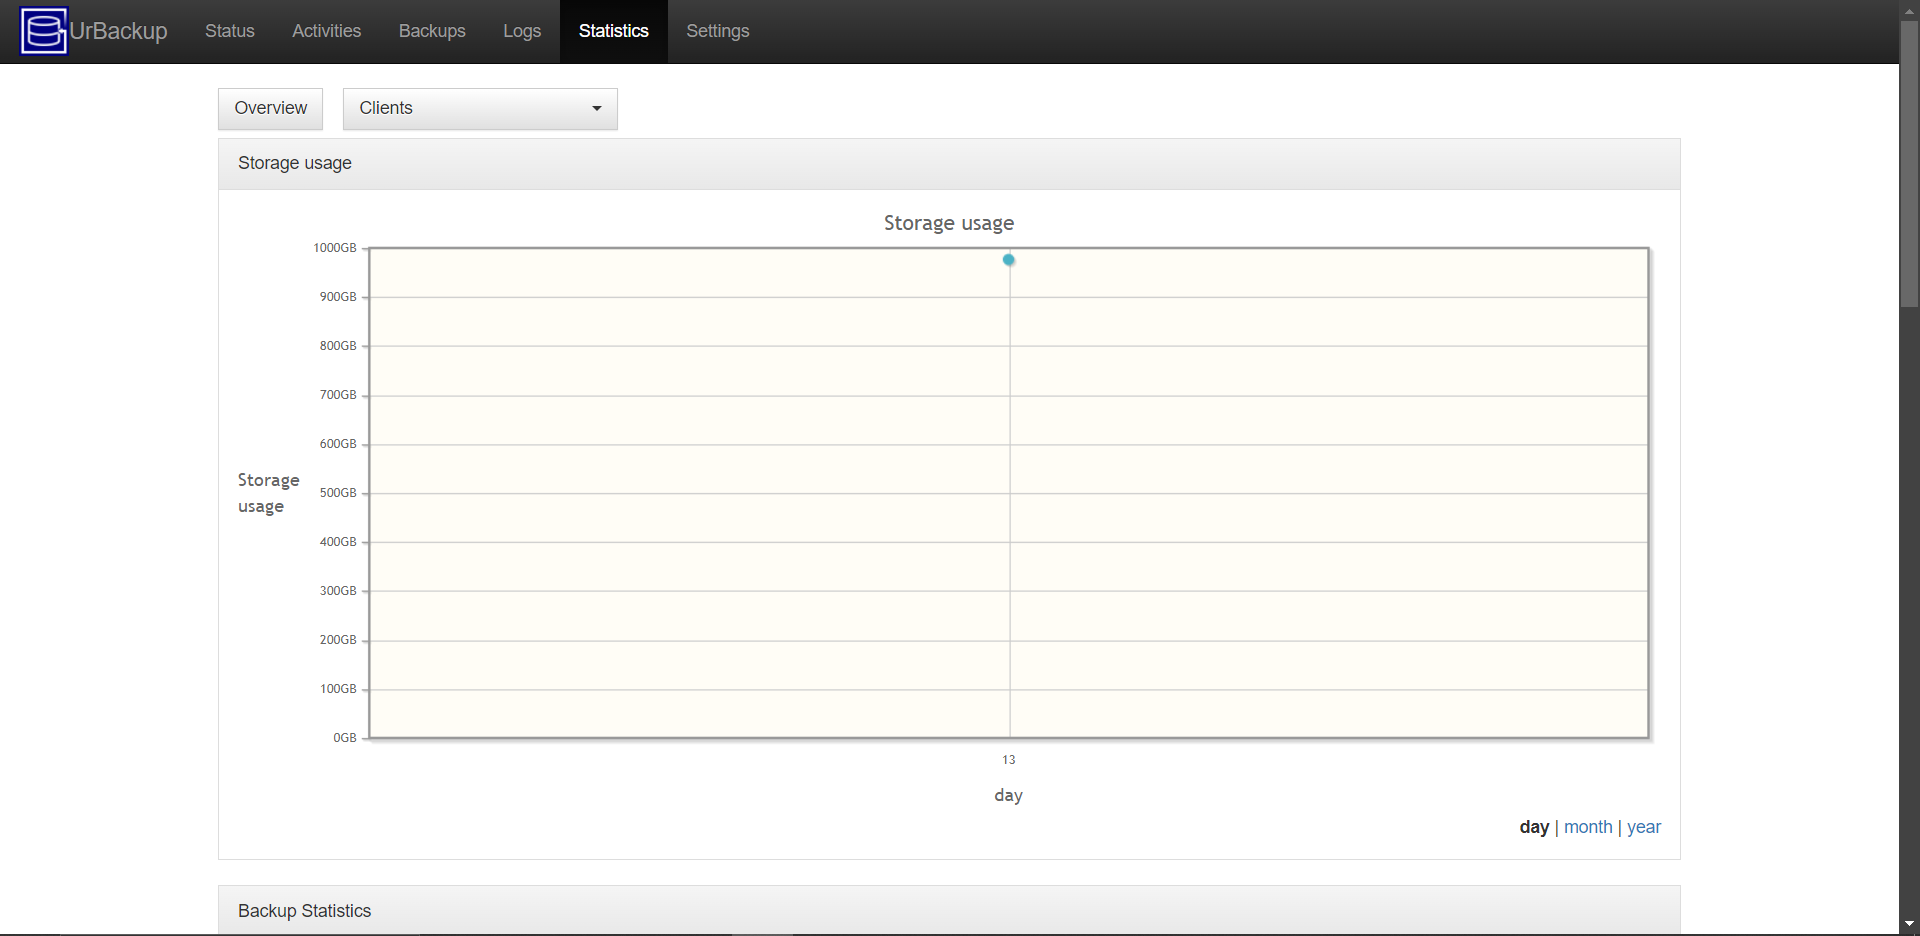 UrBackup Status Activities Backups Logs Statistics Settings
Overview Clients
Storage usage
Storage usage
1000GB
900GB
800GB
700GB
600GB
Storage
usage
500GB
400GB
300GB
200GB
100GB
0GB
13
day
day | month | year
Backup Statistics